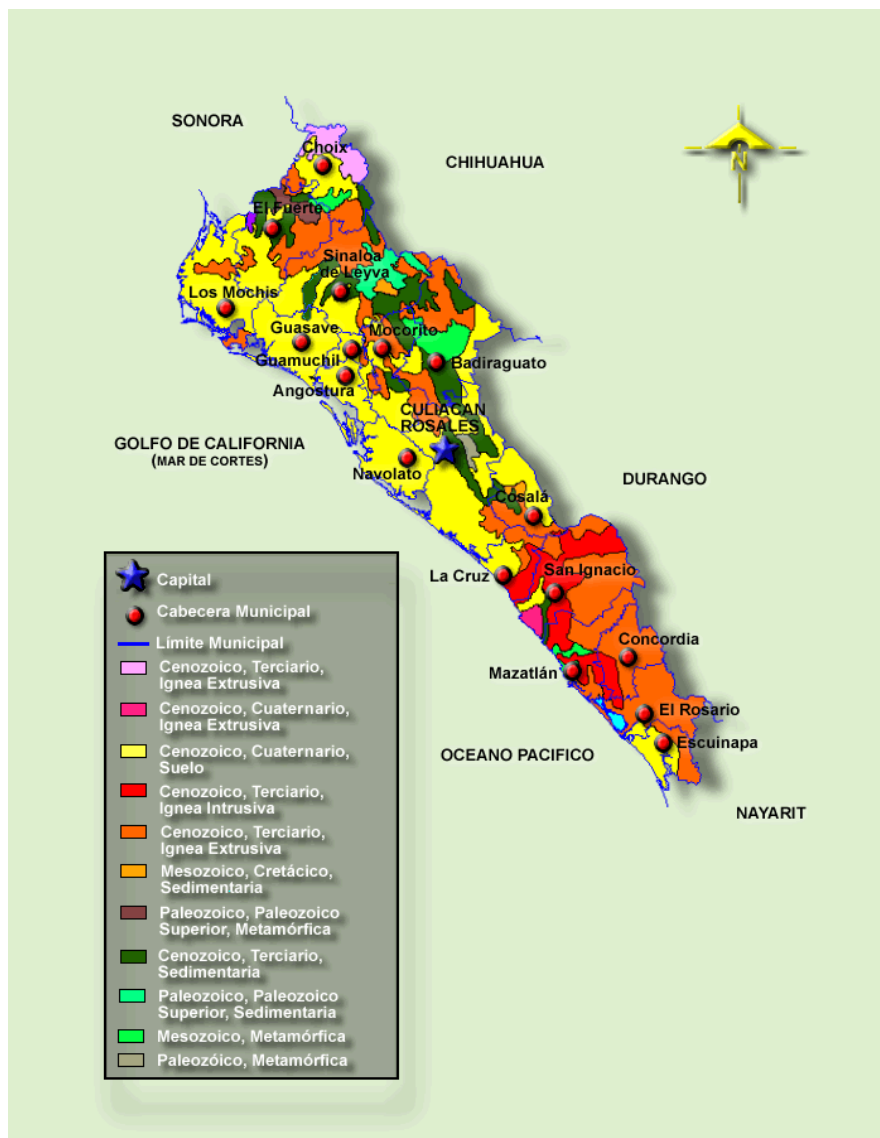 SONORA
Choix
CHIHUAHUA
N
El Fuerte
Sinaloa
de Leyva
Los Mochis
Guasave
Mocorito
Guamuchil
Badiraguato
Angostura
CULIACAN
ROSALES
GOLFO DE CALIFORNIA
(MAR DE CORTES)
Navolato
DURANGO
Cosalá
La Cruz
San Ignacio
Concordia
Mazatlán
El Rosario
Escuinapa
OCEANO PACIFICO
NAYARIT
Capital
Cabecera Municipal
Límite Municipal
Cenozoico, Terciario,
Ignea Extrusiva
Cenozoico, Cuaternario,
Ignea Extrusiva
Cenozoico, Cuaternario,
Suelo
Cenozoico, Terciario,
Ignea Intrusiva
Cenozoico, Terciario,
Ignea Extrusiva
Mesozoico, Cretácico,
Sedimentaria
Paleozoico, Paleozoico
Superior, Metamórfica
Cenozoico, Terciario,
Sedimentaria
Paleozoico, Paleozoico
Superior, Sedimentaria
Mesozoico, Metamórfica
Paleozóico, Metamórfica